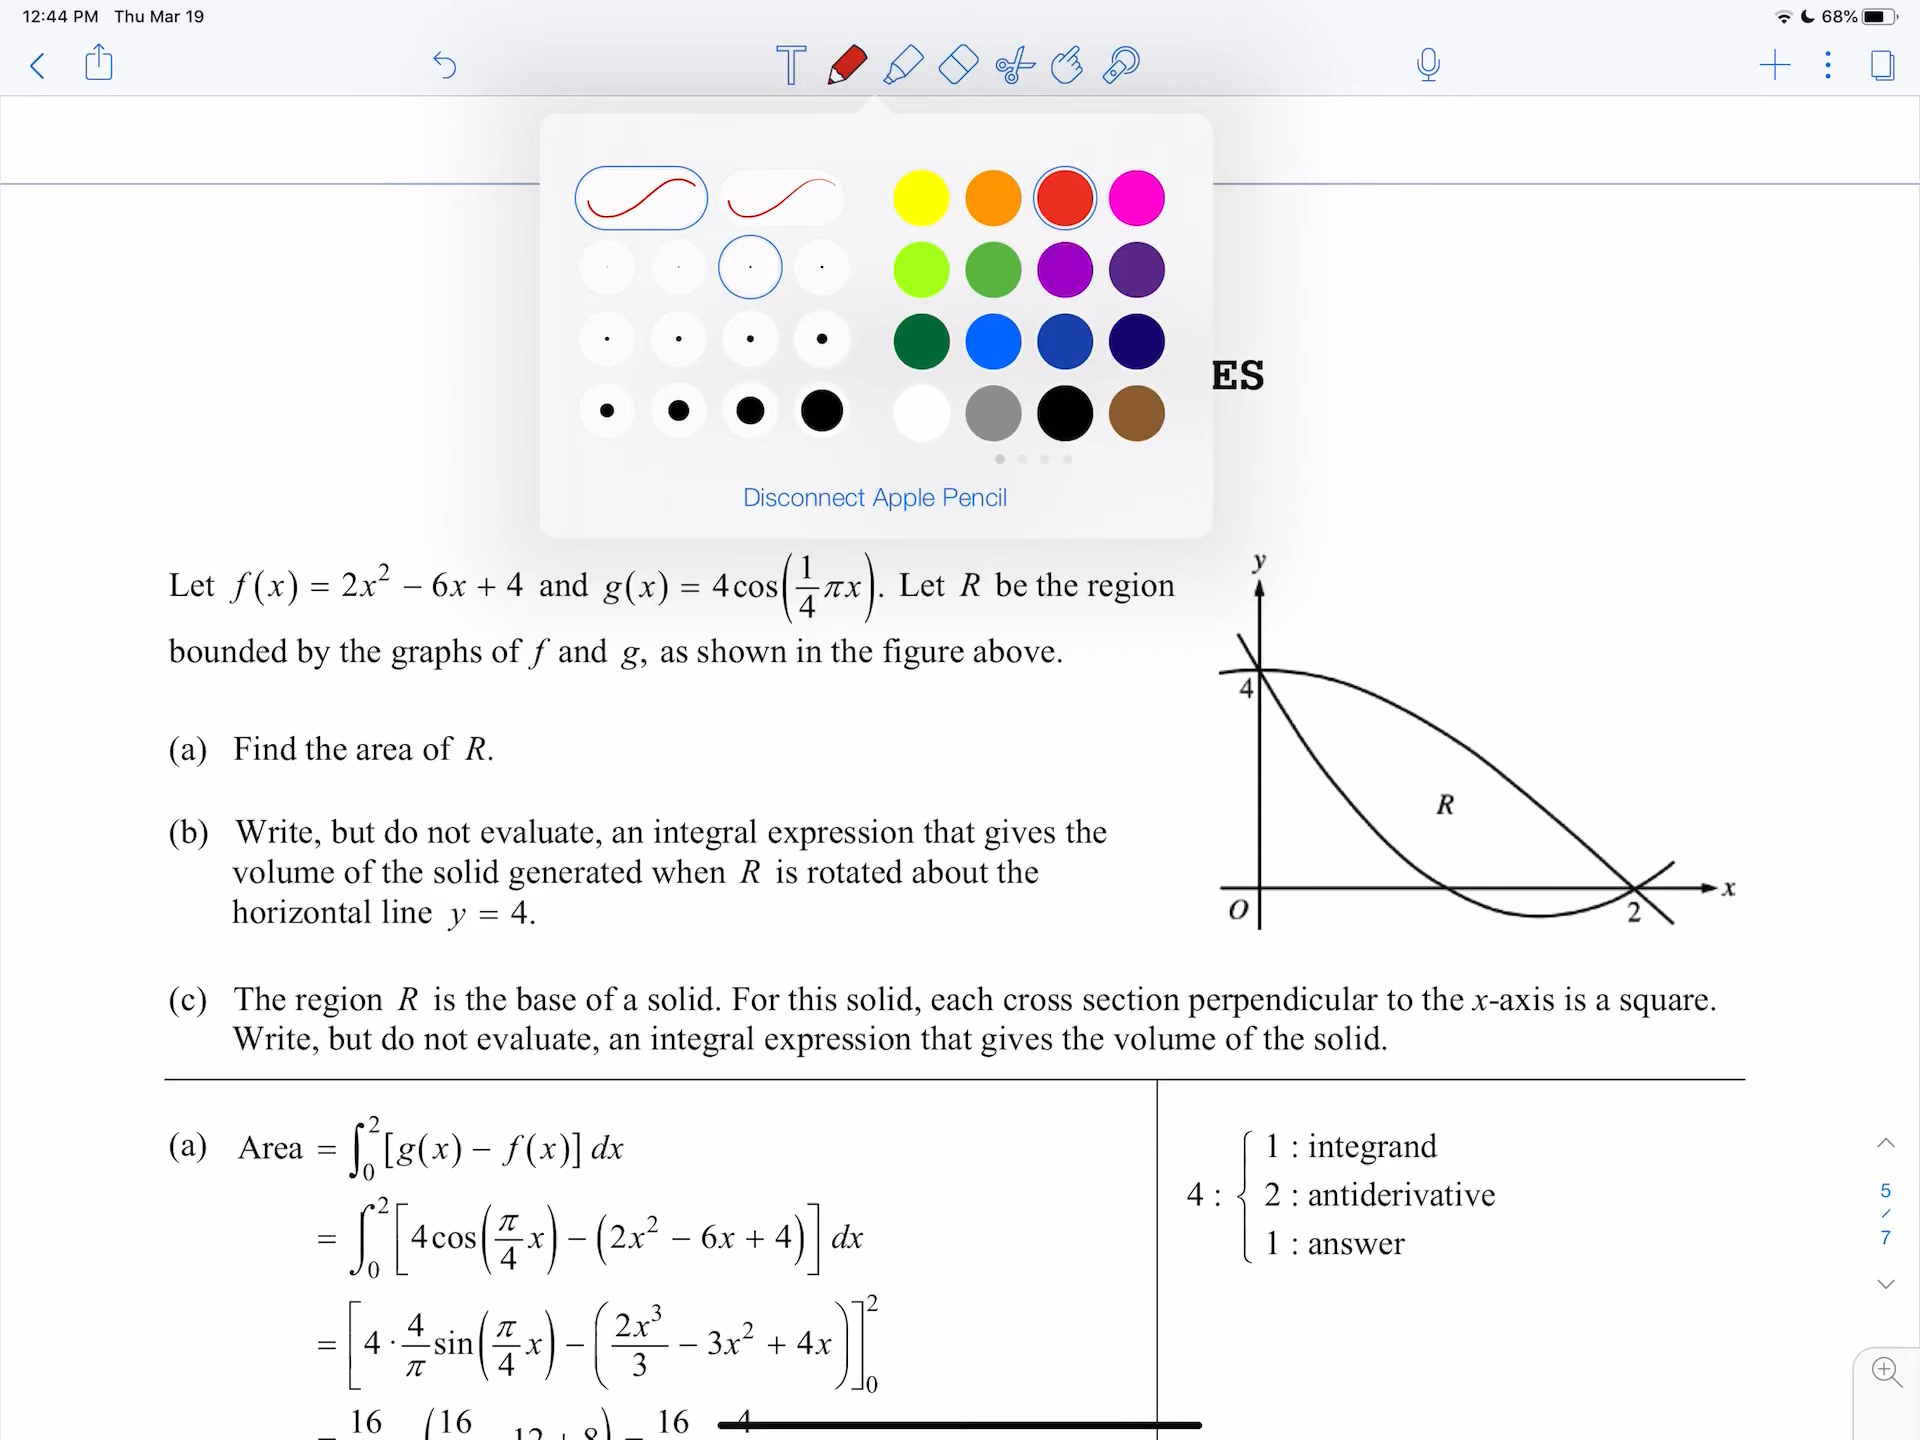 12:44 PM Thu Mar 19
68%
T
ES
Disconnect Apple Pencil
Let f(x) = 2x² − 6x + 4 and g(x) = 4cos(1/4 πx). Let R be the region
bounded by the graphs of f and g, as shown in the figure above.
(a) Find the area of R.
(b) Write, but do not evaluate, an integral expression that gives the
volume of the solid generated when R is rotated about the
horizontal line y = 4.
y
4
R
x
O
2
(c) The region R is the base of a solid. For this solid, each cross section perpendicular to the x-axis is a square.
Write, but do not evaluate, an integral expression that gives the volume of the solid.
(a) Area = ∫₀² [g(x) − f(x)] dx
= ∫₀² [4cos(π/4 x) − (2x² − 6x + 4)] dx
= [4 · 4/π sin(π/4 x) − (2x³/3 − 3x² + 4x)]₀²
16 (16 12 + 8) − 16 4
4 : { 1 : integrand
2 : antiderivative
1 : answer
5
/
7